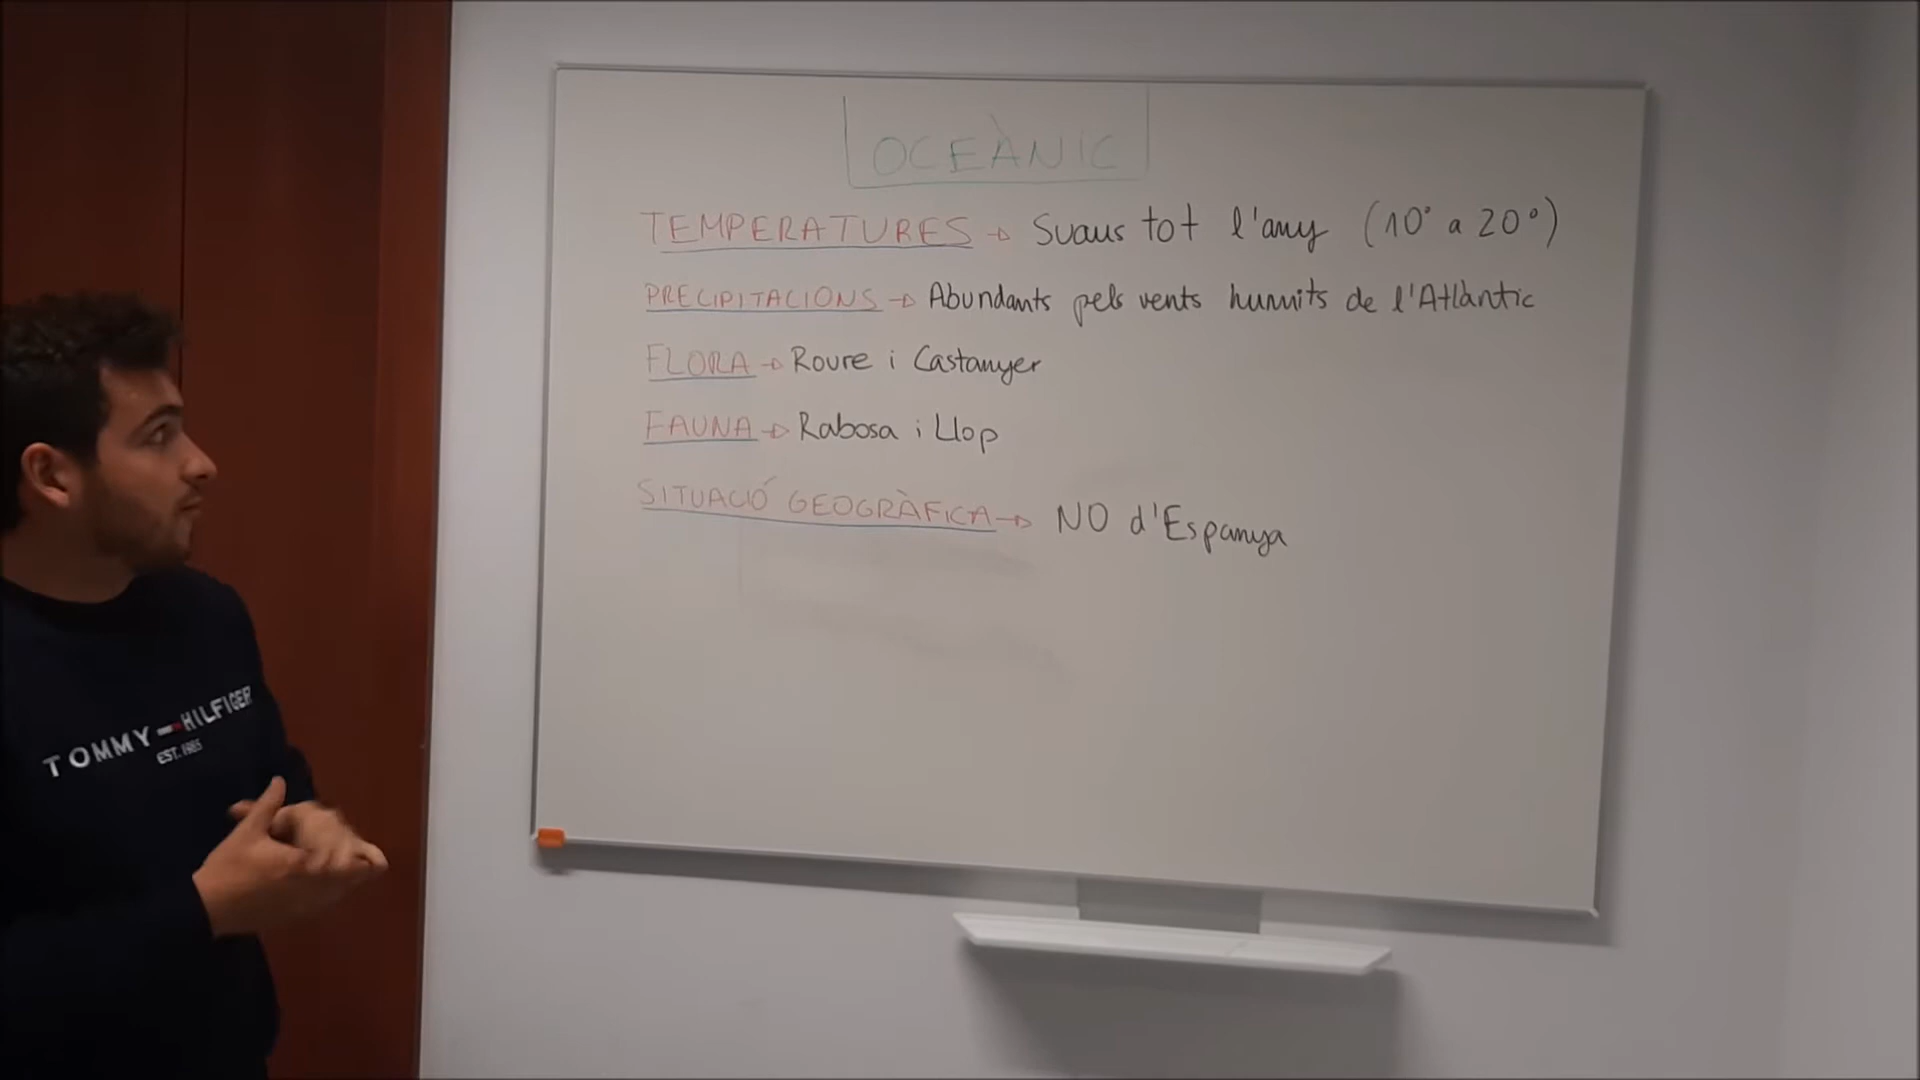 OCEÀNIC
TEMPERATURES → Suaus tot l'any (10° a 20°)
PRECIPITACIONS → Abundants pels vents humits de l'Atlàntic
FLORA → Roure i Castanyer
FAUNA → Rabosa i Llop
SITUACIÓ GEOGRÀFICA → NO d'Espanya
TOMMY HILFIGER
EST. 1985